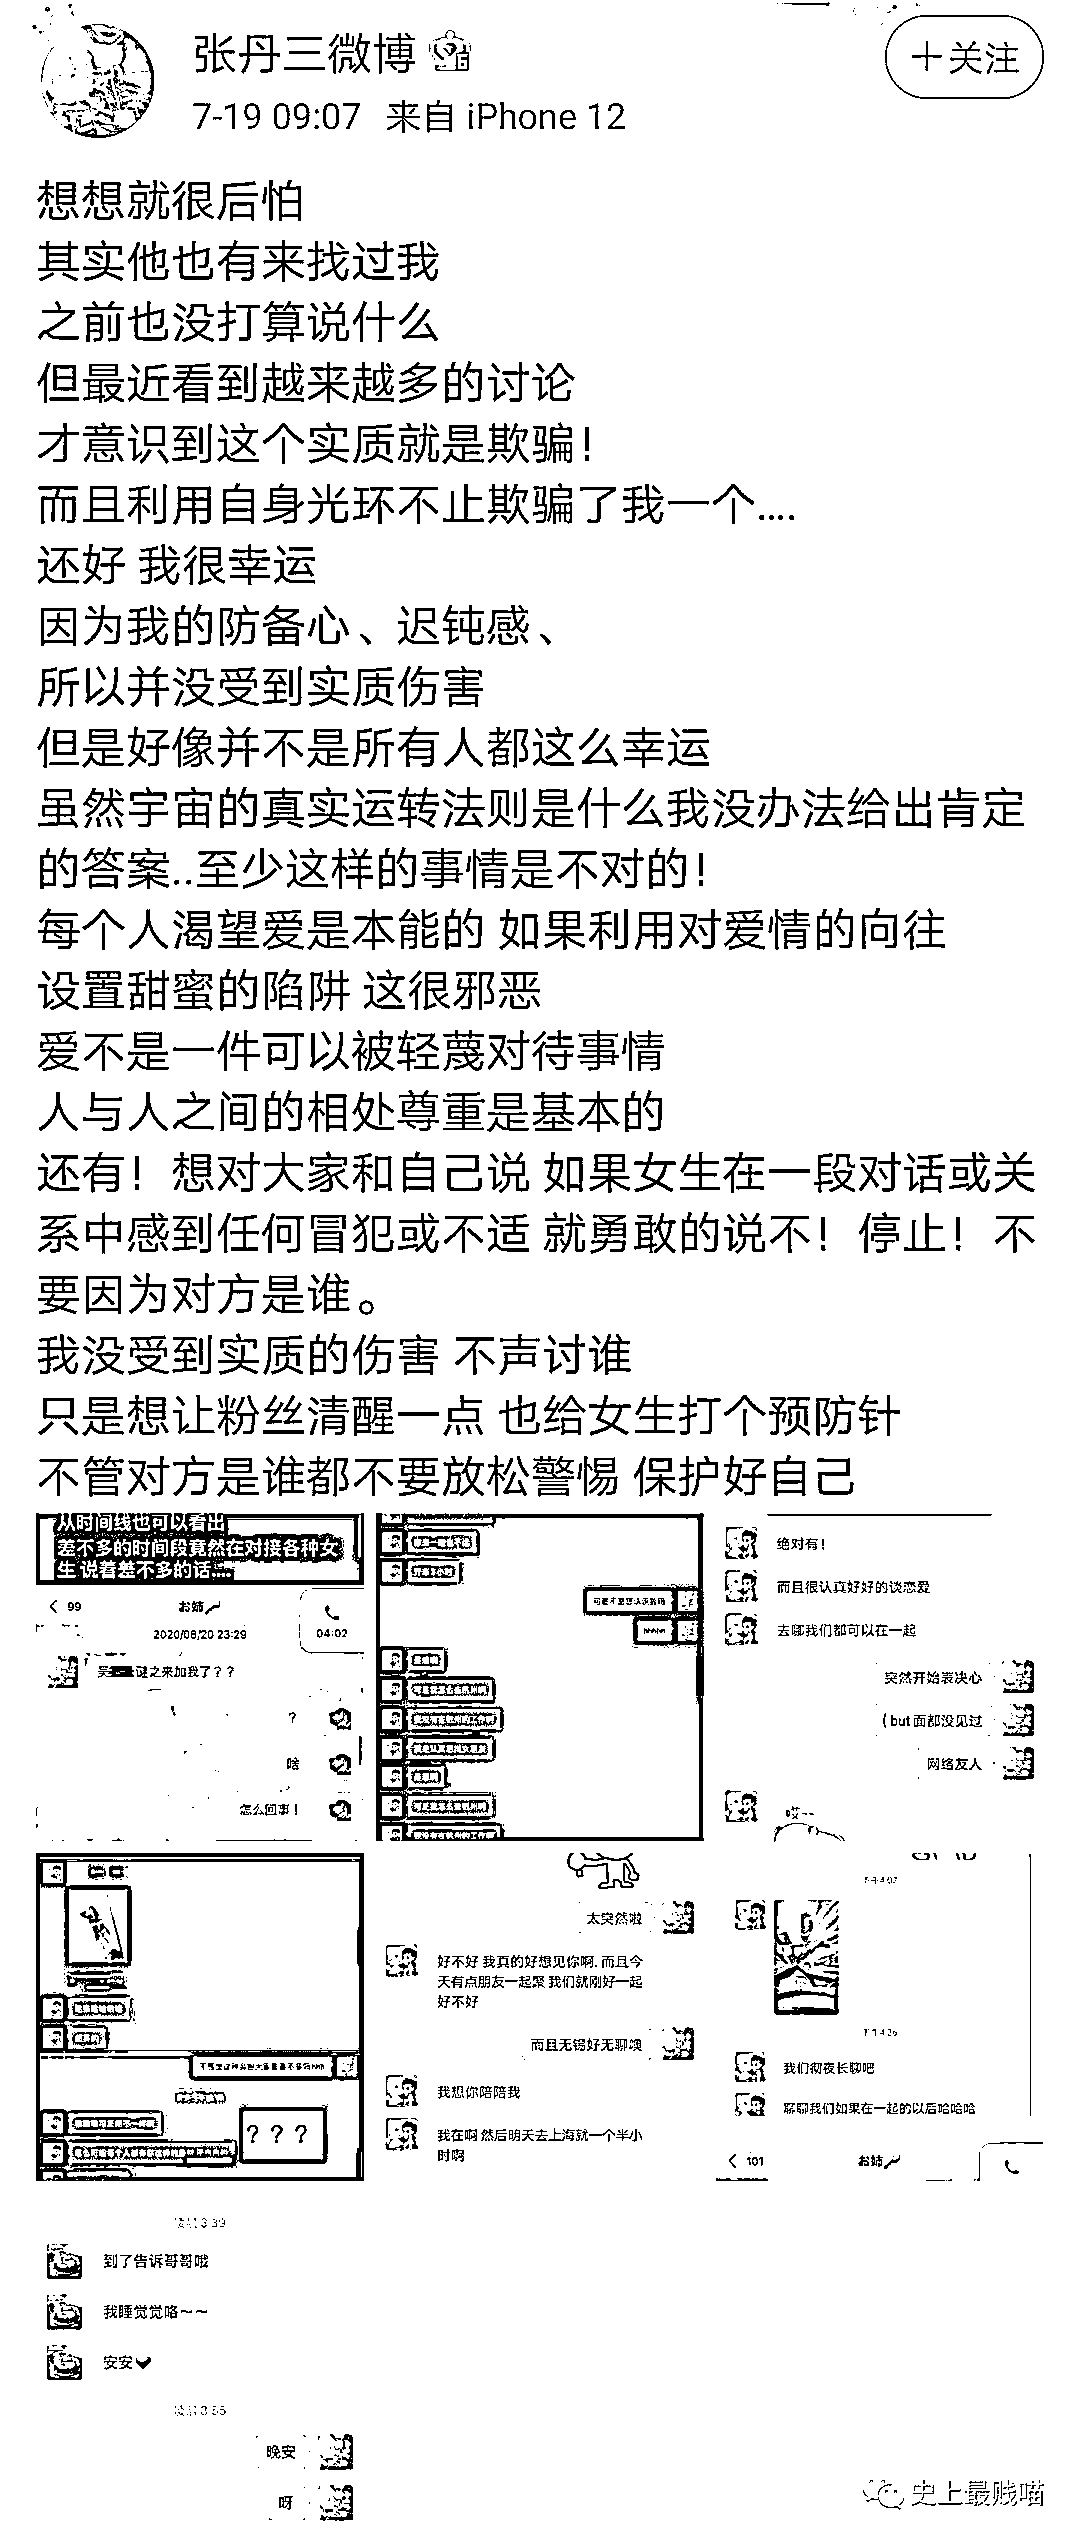 张丹三微博
+关注
7-19 09:07 来自 iPhone 12
想想就很后怕
其实他也有来找过我
之前也没打算说什么
但最近看到越来越多的讨论
才意识到这个实质就是欺骗！
而且利用自身光环不止欺骗了我一个....
还好 我很幸运
因为我的防备心、迟钝感、
所以并没受到实质伤害
但是好像并不是所有人都这么幸运
虽然宇宙的真实运转法则是什么我没办法给出肯定
的答案..至少这样的事情是不对的！
每个人渴望爱是本能的 如果利用对爱情的向往
设置甜蜜的陷阱 这很邪恶
爱不是一件可以被轻蔑对待事情
人与人之间的相处尊重是基本的
还有！想对大家和自己说 如果女生在一段对话或关
系中感到任何冒犯或不适 就勇敢的说不！停止！不
要因为对方是谁。
我没受到实质的伤害 不声讨谁
只是想让粉丝清醒一点 也给女生打个预防针
不管对方是谁都不要放松警惕 保护好自己
从时间线也可以看出
差不多的时间段竟然在对接各种女
生 说着差不多的话....
99
お姉
2020/08/20 23:29
04:02
谜之来加我了？？
?
啥
怎么回事！
hhhhh
绝对有！
而且很认真好好的谈恋爱
去哪我们都可以在一起
突然开始表决心
（but 面都没见过
网络友人
哎~~
？？？
太突然啦
好不好 我真的好想见你啊. 而且今
天有点朋友一起聚 我们就刚好一起
好不好
而且无锡好无聊噢
我想你陪陪我
我在啊 然后明天去上海就一个半小
时啊
我们彻夜长聊吧
聊聊我们如果在一起的以后哈哈哈
101
お姉
到了告诉哥哥哦
我睡觉觉咯~~
安安
晚安
呀
史上最贱喵